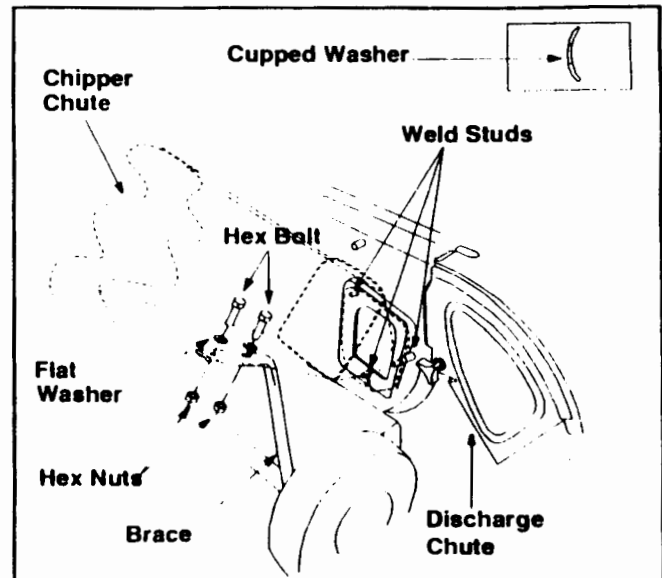 Cupped Washer
Chipper
Chute
Weld Studs
Hex Bolt
Flat
Washer
Hex Nuts
Brace
Discharge
Chute